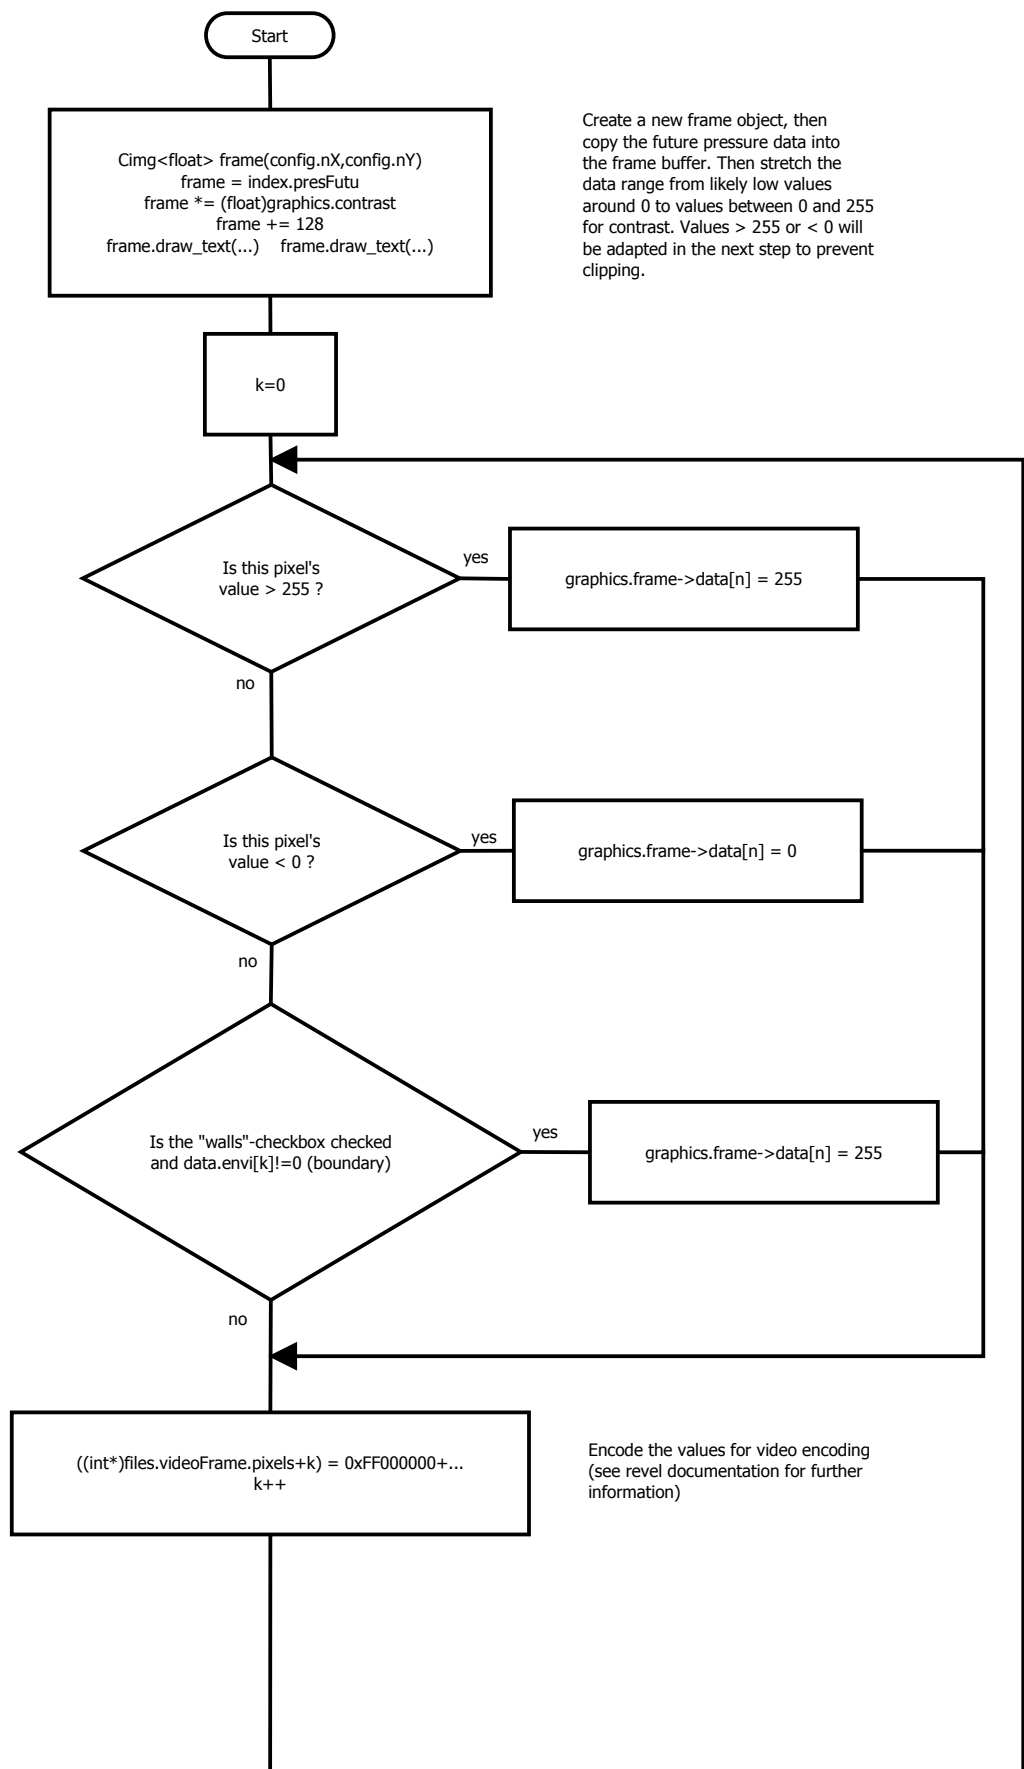 Start
Cimg<float> frame(config.nX,config.nY)
frame = index.presFutu
frame *= (float)graphics.contrast
frame += 128
frame.draw_text(...)    frame.draw_text(...)
Create a new frame object, then
copy the future pressure data into
the frame buffer. Then stretch the
data range from likely low values
around 0 to values between 0 and 255
for contrast. Values > 255 or < 0 will
be adapted in the next step to prevent
clipping.
k=0
Is this pixel's
value > 255 ?
yes
graphics.frame->data[n] = 255
no
Is this pixel's
value < 0 ?
yes
graphics.frame->data[n] = 0
no
Is the "walls"-checkbox checked
and data.envi[k]!=0 (boundary)
yes
graphics.frame->data[n] = 255
no
((int*)files.videoFrame.pixels+k) = 0xFF000000+...
k++
Encode the values for video encoding
(see revel documentation for further
information)